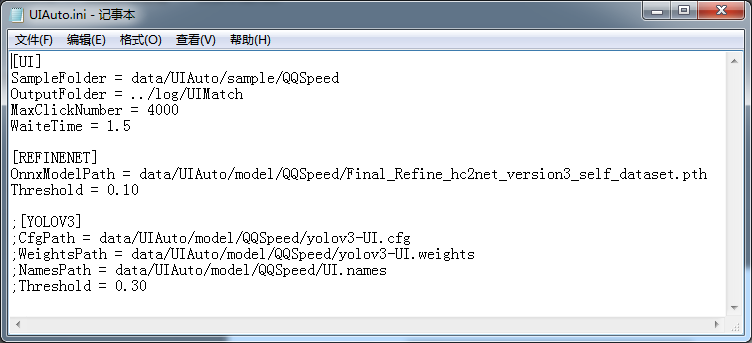 UIAuto.ini - 记事本
文件(F) 编辑(E) 格式(O) 查看(V) 帮助(H)
[UI]
SampleFolder = data/UIAuto/sample/QQSpeed
OutputFolder = ../log/UIMatch
MaxClickNumber = 4000
WaiteTime = 1.5
[REFINENET]
OnnxModelPath = data/UIAuto/model/QQSpeed/Final_Refine_hc2net_version3_self_dataset.pth
Threshold = 0.10
;[YOLOV3]
;CfgPath = data/UIAuto/model/QQSpeed/yolov3-UI.cfg
;WeightsPath = data/UIAuto/model/QQSpeed/yolov3-UI.weights
;NamesPath = data/UIAuto/model/QQSpeed/UI.names
;Threshold = 0.30